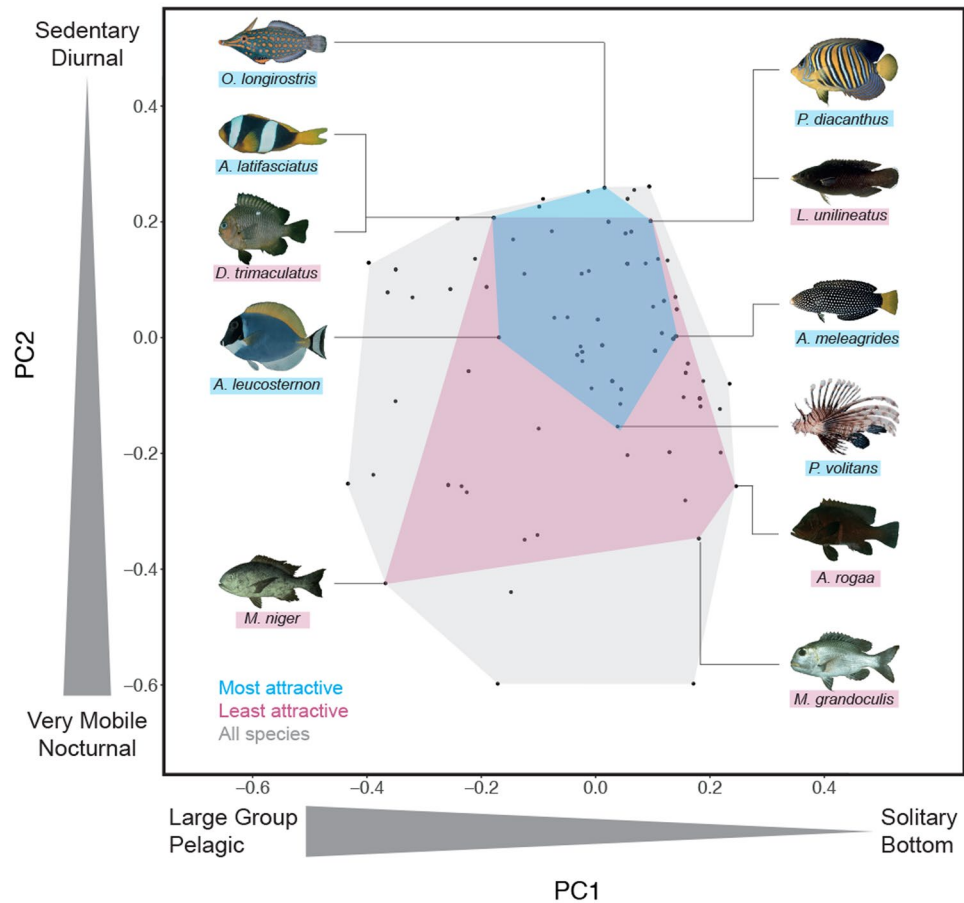 Sedentary
Diurnal
O. longirostris
A. latifasciatus
D. trimaculatus
A. leucosternon
M. niger
P. diacanthus
L. unilineatus
A. meleagrides
P. volitans
A. rogaa
M. grandoculis
PC2
0.4
0.2
0.0
−0.2
−0.4
−0.6
Very Mobile
Nocturnal
Most attractive
Least attractive
All species
−0.6
−0.4
−0.2
0.0
0.2
0.4
Large Group
Pelagic
Solitary
Bottom
PC1